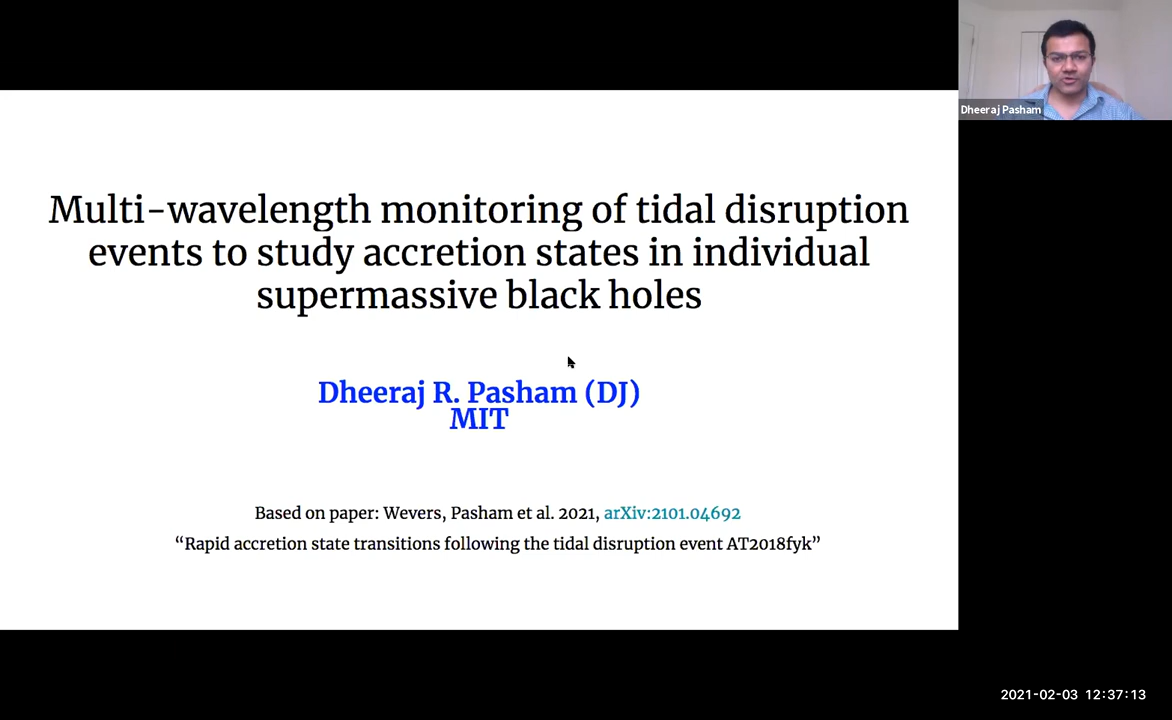 Dheeraj Pasham
Multi-wavelength monitoring of tidal disruption
events to study accretion states in individual
supermassive black holes
Dheeraj R. Pasham (DJ)
MIT
Based on paper: Wevers, Pasham et al. 2021, arXiv:2101.04692
“Rapid accretion state transitions following the tidal disruption event AT2018fyk”
2021-02-03 12:37:13